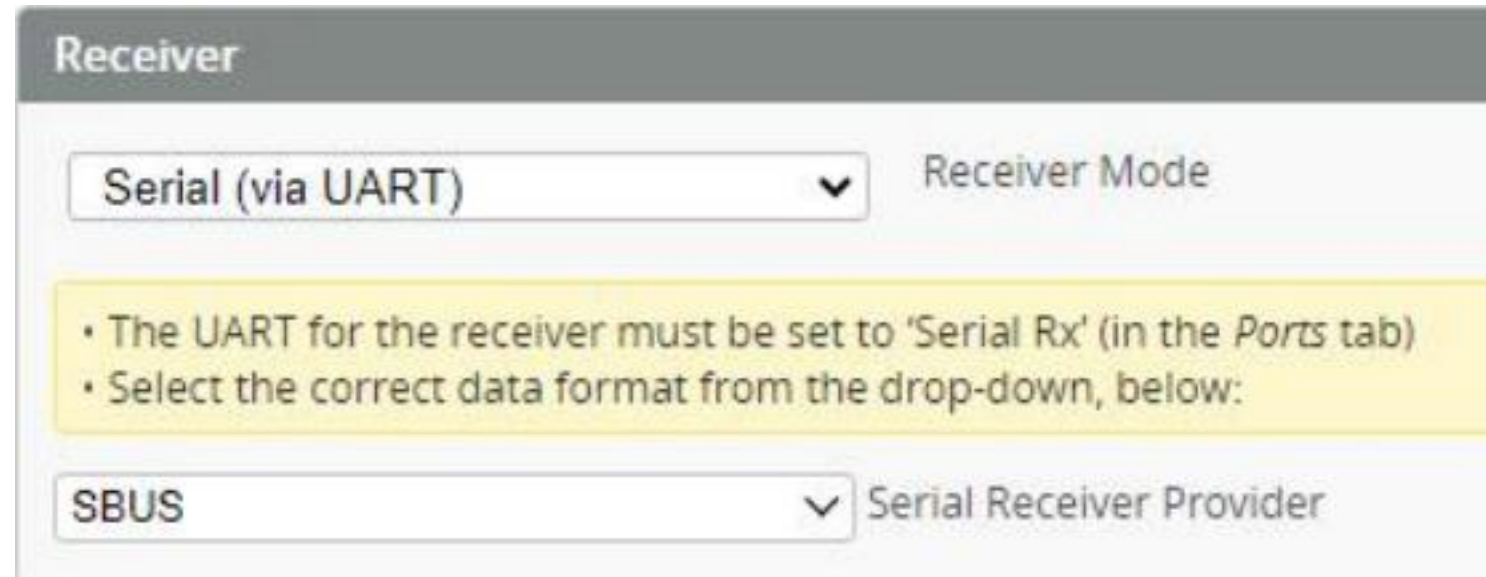 Receiver
Serial (via UART) Receiver Mode
• The UART for the receiver must be set to 'Serial Rx' (in the Ports tab)
• Select the correct data format from the drop-down, below:
SBUS Serial Receiver Provider